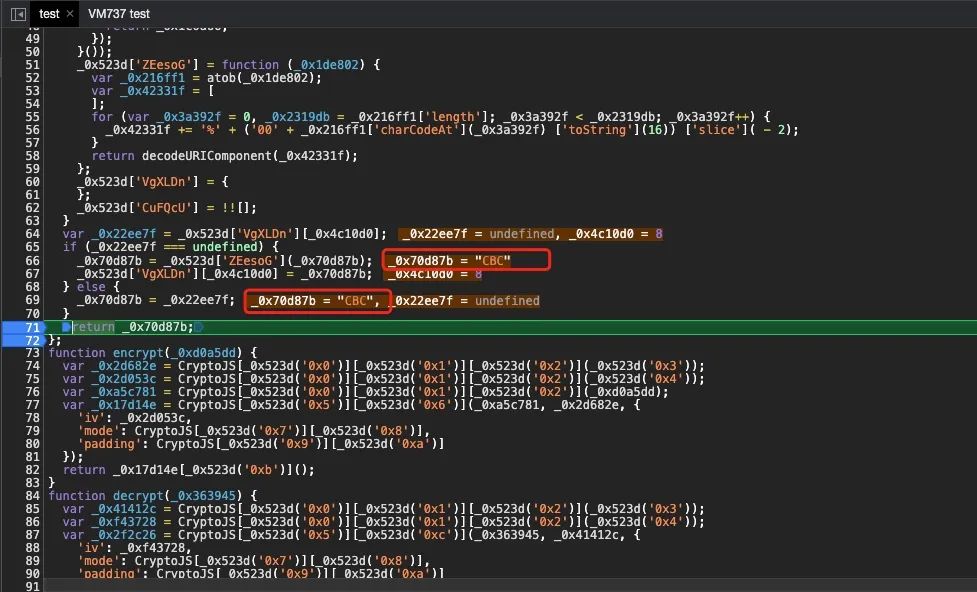 test × VM737 test
49 });
50 }());
51 _0x523d['ZEesoG'] = function (_0x1de802) {
52 var _0x216ff1 = atob(_0x1de802);
53 var _0x42331f = [
54 ];
55 for (var _0x3a392f = 0, _0x2319db = _0x216ff1['length']; _0x3a392f < _0x2319db; _0x3a392f++) {
56 _0x42331f += '%' + ('00' + _0x216ff1['charCodeAt'](_0x3a392f) ['toString'](16)) ['slice']( - 2);
57 }
58 return decodeURIComponent(_0x42331f);
59 };
60 _0x523d['VgXLDn'] = {
61 };
62 _0x523d['CuFQcU'] = !![];
63 }
64 var _0x22ee7f = _0x523d['VgXLDn'][_0x4c10d0]; _0x22ee7f = undefined, _0x4c10d0 = 8
65 if (_0x22ee7f === undefined) {
66 _0x70d87b = _0x523d['ZEesoG'](_0x70d87b); _0x70d87b = "CBC"
67 _0x523d['VgXLDn'][_0x4c10d0] = _0x70d87b; _0x4c10d0 = 8
68 } else {
69 _0x70d87b = _0x22ee7f; _0x70d87b = "CBC", _0x22ee7f = undefined
70 }
71 return _0x70d87b;
72 };
73 function encrypt(_0xd0a5dd) {
74 var _0x2d682e = CryptoJS[_0x523d('0x0')][_0x523d('0x1')][_0x523d('0x2')](_0x523d('0x3'));
75 var _0x2d053c = CryptoJS[_0x523d('0x0')][_0x523d('0x1')][_0x523d('0x2')](_0x523d('0x4'));
76 var _0xa5c781 = CryptoJS[_0x523d('0x0')][_0x523d('0x1')][_0x523d('0x2')](_0xd0a5dd);
77 var _0x17d14e = CryptoJS[_0x523d('0x5')][_0x523d('0x6')](_0xa5c781, _0x2d682e, {
78 'iv': _0x2d053c,
79 'mode': CryptoJS[_0x523d('0x7')][_0x523d('0x8')],
80 'padding': CryptoJS[_0x523d('0x9')][_0x523d('0xa')]
81 });
82 return _0x17d14e[_0x523d('0xb')]();
83 }
84 function decrypt(_0x363945) {
85 var _0x41412c = CryptoJS[_0x523d('0x0')][_0x523d('0x1')][_0x523d('0x2')](_0x523d('0x3'));
86 var _0xf43728 = CryptoJS[_0x523d('0x0')][_0x523d('0x1')][_0x523d('0x2')](_0x523d('0x4'));
87 var _0x2f2c26 = CryptoJS[_0x523d('0x5')][_0x523d('0xc')](_0x363945, _0x41412c, {
88 'iv': _0xf43728,
89 'mode': CryptoJS[_0x523d('0x7')][_0x523d('0x8')],
90 'padding': CryptoJS[_0x523d('0x9')][_0x523d('0xa')]
91